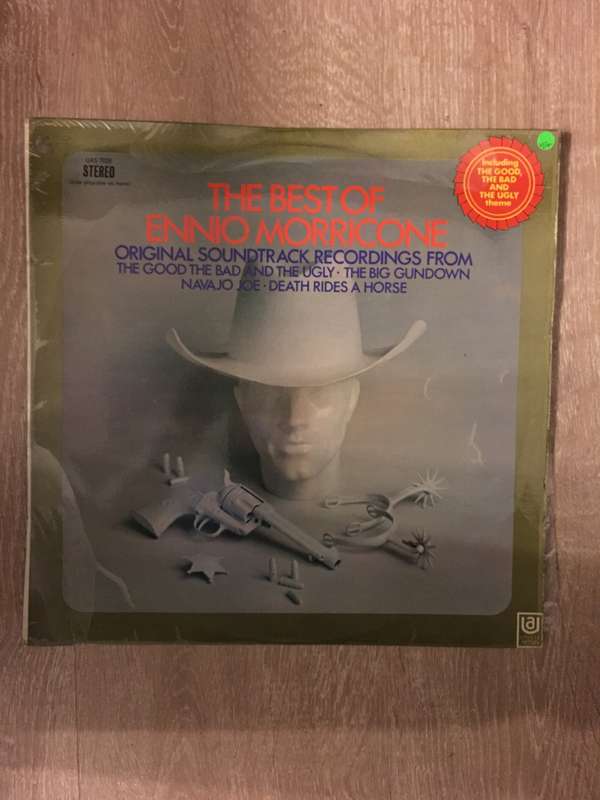 STEREO
THE BEST OF
ENNIO MORRICONE
ORIGINAL SOUNDTRACK RECORDINGS FROM
THE GOOD THE BAD AND THE UGLY · THE BIG GUNDOWN
NAVAJO JOE · DEATH RIDES A HORSE
including
THE GOOD,
THE BAD
AND
THE UGLY
theme